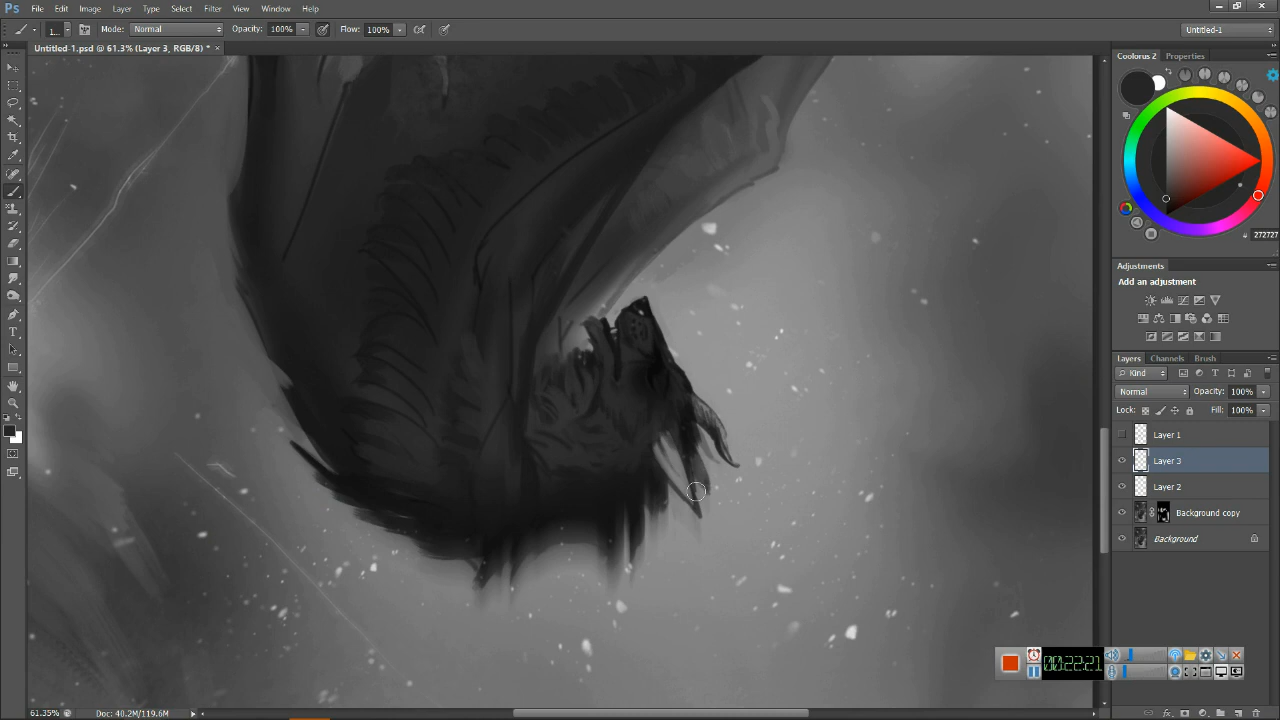 Ps File Edit Image Layer Type Select Filter View Window Help
1... Mode: Normal Opacity: 100% Flow: 100% Untitled-1
Untitled-1.psd @ 61.3% (Layer 3, RGB/8) * ×
Coolorus 2 Properties
# 272727
Adjustments
Add an adjustment
Layers Channels Brush
Kind
Normal Opacity: 100%
Lock: Fill: 100%
Layer 1
Layer 3
Layer 2
Background copy
Background
00:22:21
61.35% Doc: 40.2M/119.6M